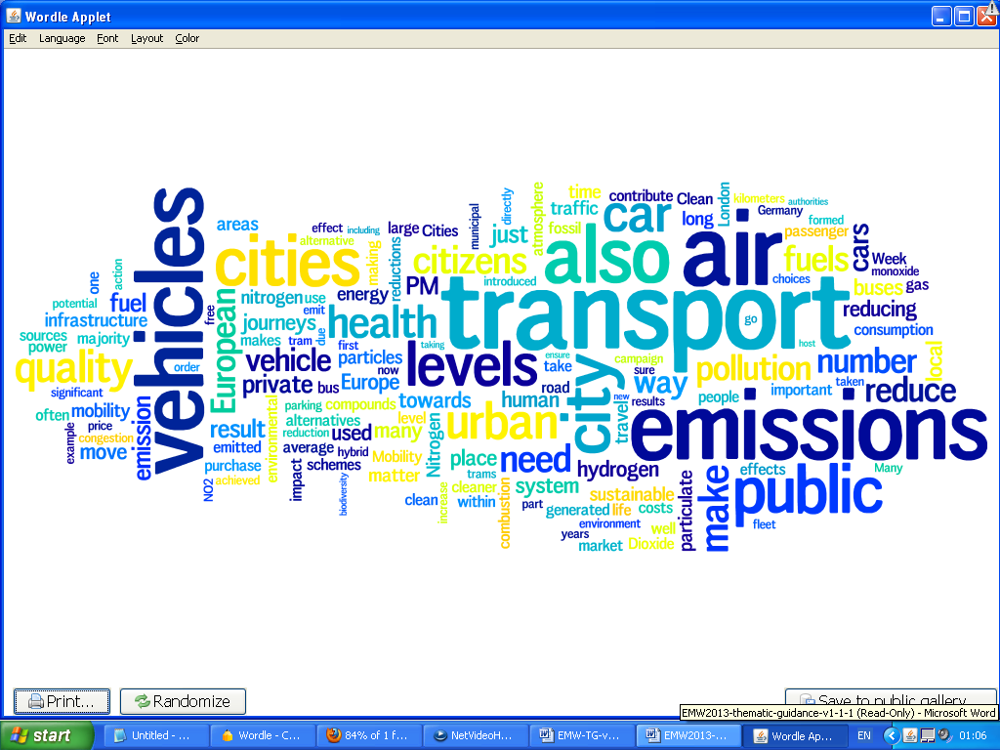 Wordle Applet
Edit Language Font Layout Color
time contribute Clean London kilometers authorities
atmosphere directly municipal traffic car long Germany
vehicles areas effect including large Cities just fossil also air passenger formed cars
alternative cities making reductions citizens introduced fuels Week
one action PM choices monoxide
potential fuel European nitrogen use energy transport buses gas
infrastructure free emit health go reducing
journeys consumption
sources majority makes tram due first taking host
power vehicle particles levels ensure campaign local
quality order now take sure pollution number
significant private bus Europe road way important taken reduce
often mobility emission parking compounds towards human city new results people
example price alternatives level urban travel emissions
congestion result reduction used many Nitrogen
move emitted environmental average hybrid Mobility place need effects Many
purchase impact schemes matter trams hydrogen
NO2 achieved biodiversity increase cleaner system sustainable particulate make public
clean within combustion part generated life costs
environment well fleet
years market Dioxide
Print...
Randomize
Save to public gallery
EMW2013-thematic-guidance-v1-1-1 (Read-Only) - Microsoft Word
start
Untitled - ...
Wordle - C...
84% of 1 f...
NetVideoH...
EMW-TG-v...
EMW2013-...
Wordle Ap...
EN
01:06